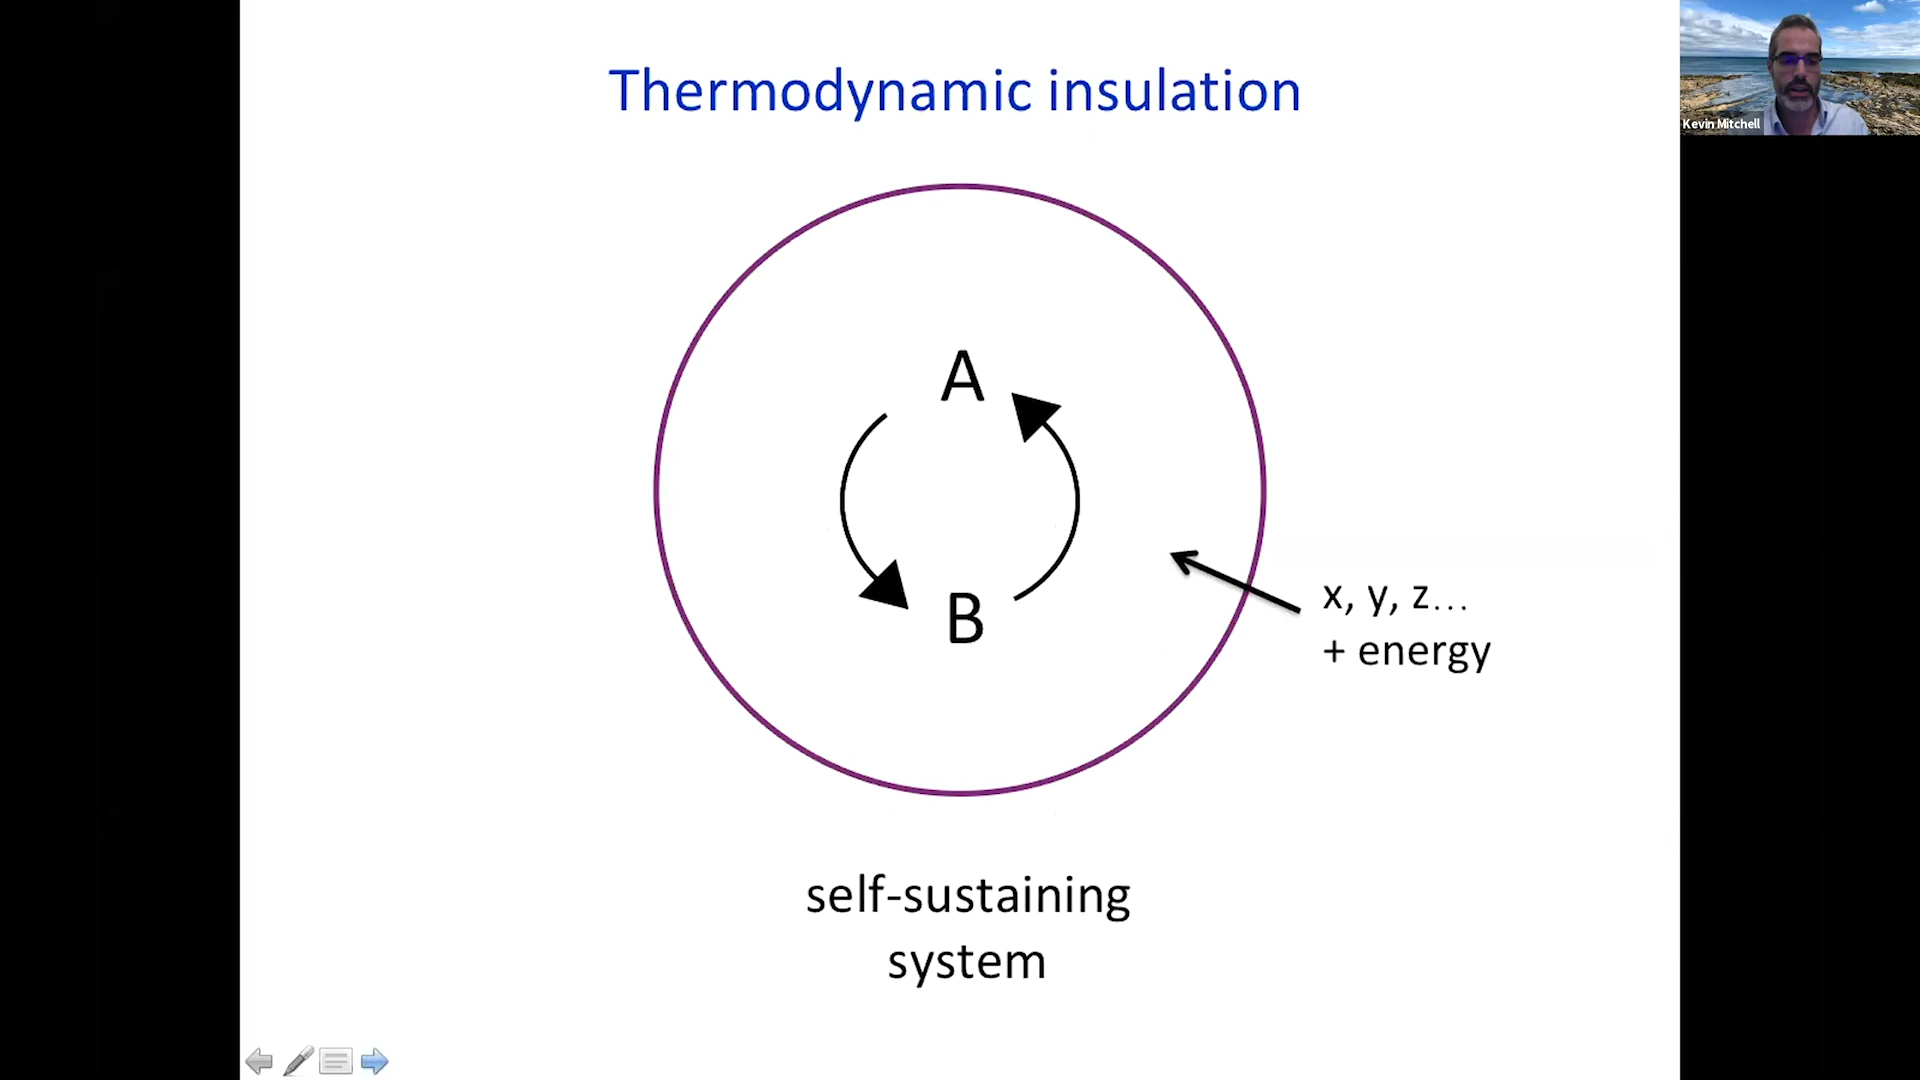 Thermodynamic insulation
Kevin Mitchell
A
B
x, y, z...
+ energy
self-sustaining
system